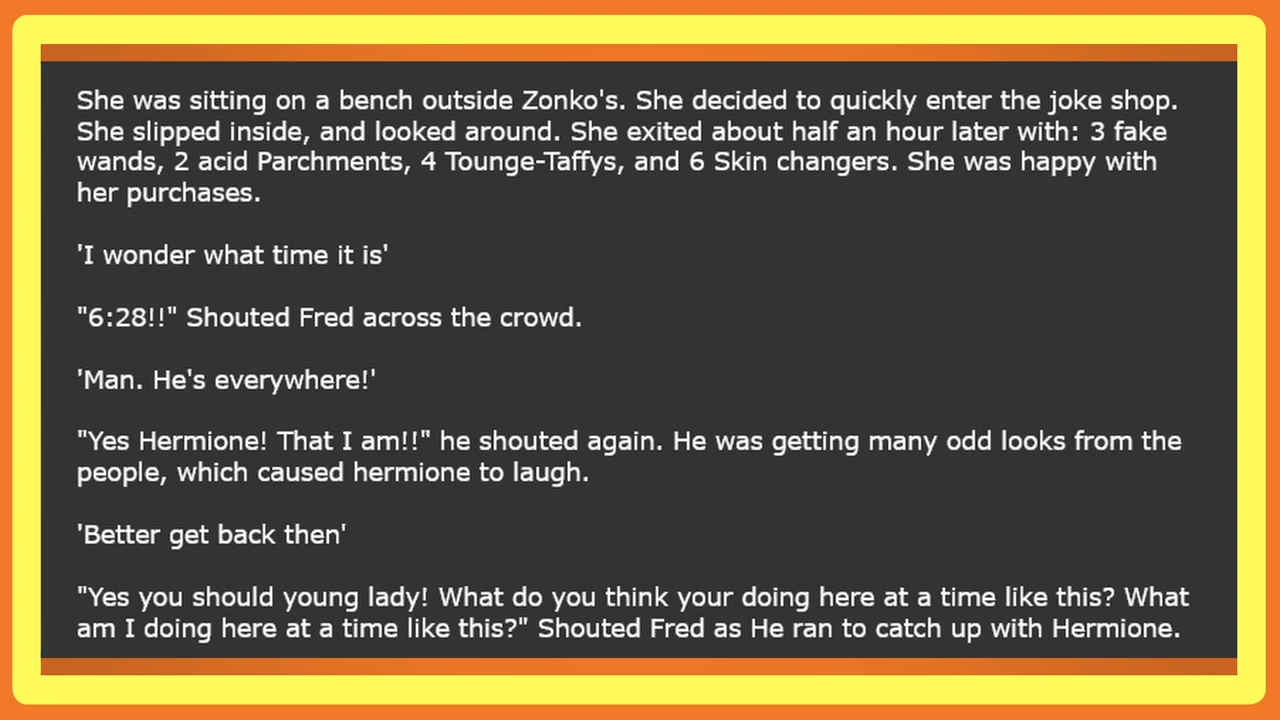 She was sitting on a bench outside Zonko's. She decided to quickly enter the joke shop.
She slipped inside, and looked around. She exited about half an hour later with: 3 fake
wands, 2 acid Parchments, 4 Tounge-Taffys, and 6 Skin changers. She was happy with
her purchases.
'I wonder what time it is'
"6:28!!" Shouted Fred across the crowd.
'Man. He's everywhere!'
"Yes Hermione! That I am!!" he shouted again. He was getting many odd looks from the
people, which caused hermione to laugh.
'Better get back then'
"Yes you should young lady! What do you think your doing here at a time like this? What
am I doing here at a time like this?" Shouted Fred as He ran to catch up with Hermione.